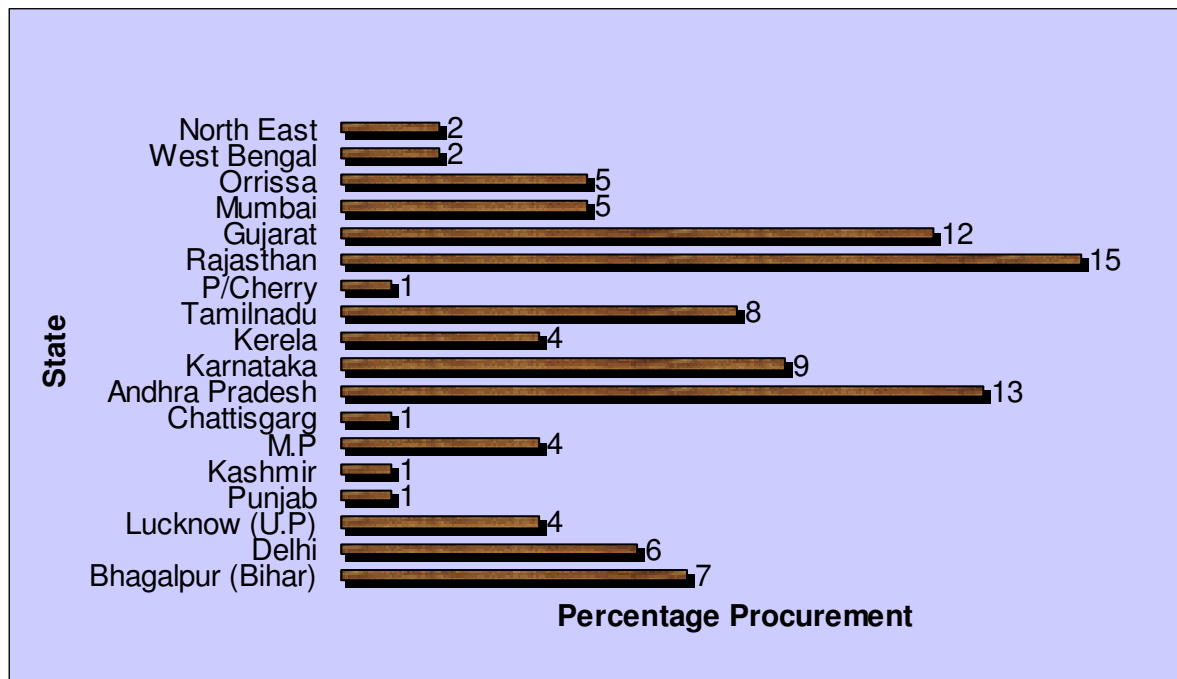 State
North East 2
West Bengal 2
Orrissa 5
Mumbai 5
Gujarat 12
Rajasthan 15
P/Cherry 1
Tamilnadu 8
Kerela 4
Karnataka 9
Andhra Pradesh 13
Chattisgarg 1
M.P 4
Kashmir 1
Punjab 1
Lucknow (U.P) 4
Delhi 6
Bhagalpur (Bihar) 7
Percentage Procurement